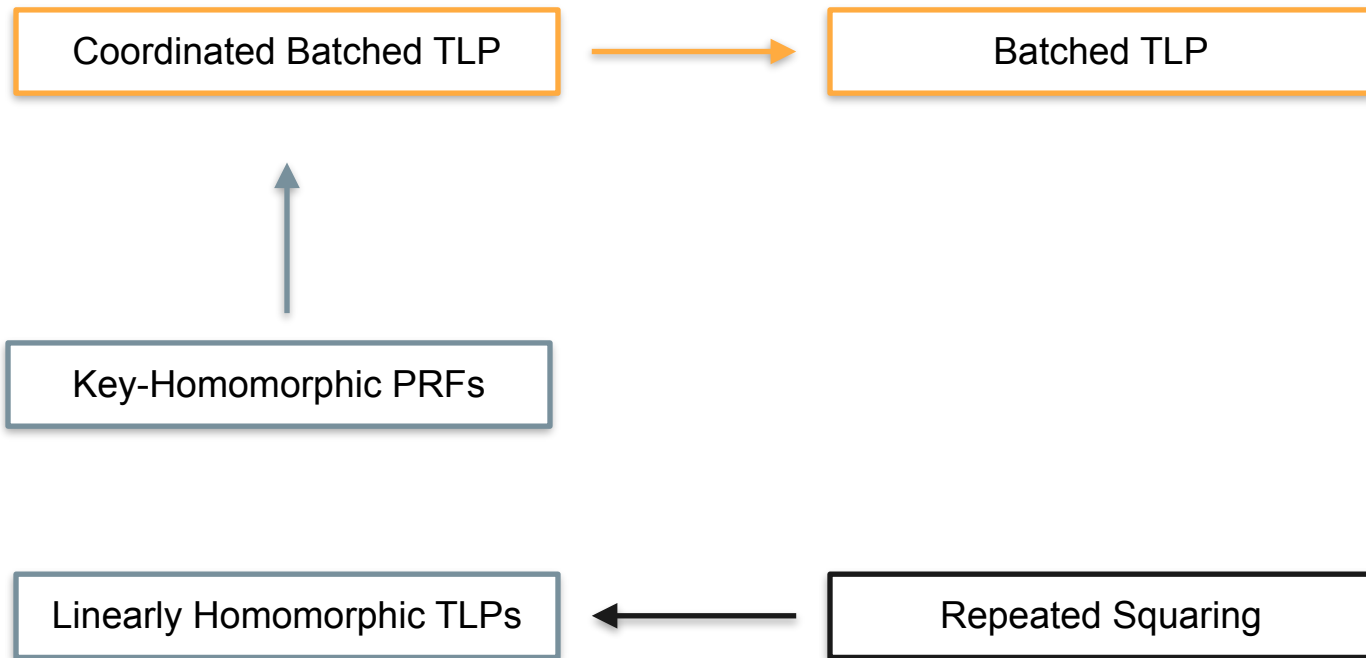 Coordinated Batched TLP
Batched TLP
Key-Homomorphic PRFs
Linearly Homomorphic TLPs
Repeated Squaring